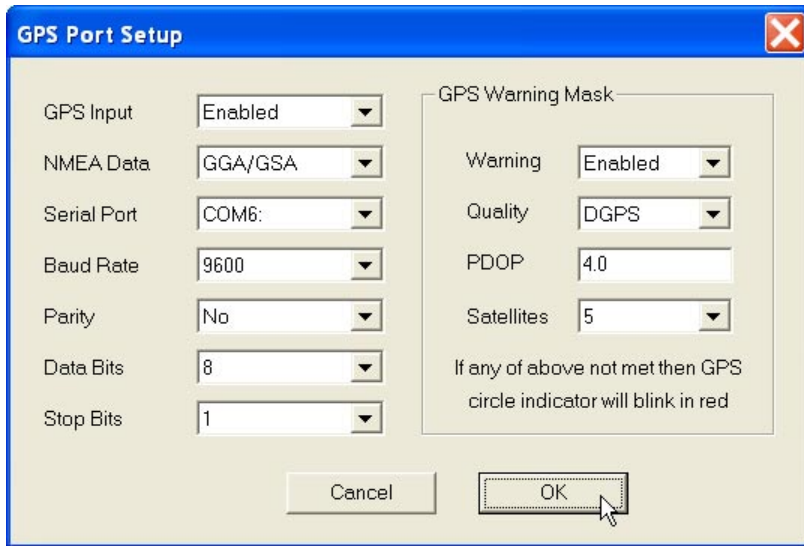 GPS Port Setup
GPS Input Enabled
NMEA Data GGA/GSA
Serial Port COM6:
Baud Rate 9600
Parity No
Data Bits 8
Stop Bits 1
GPS Warning Mask
Warning Enabled
Quality DGPS
PDOP 4.0
Satellites 5
If any of above not met then GPS
circle indicator will blink in red
Cancel OK